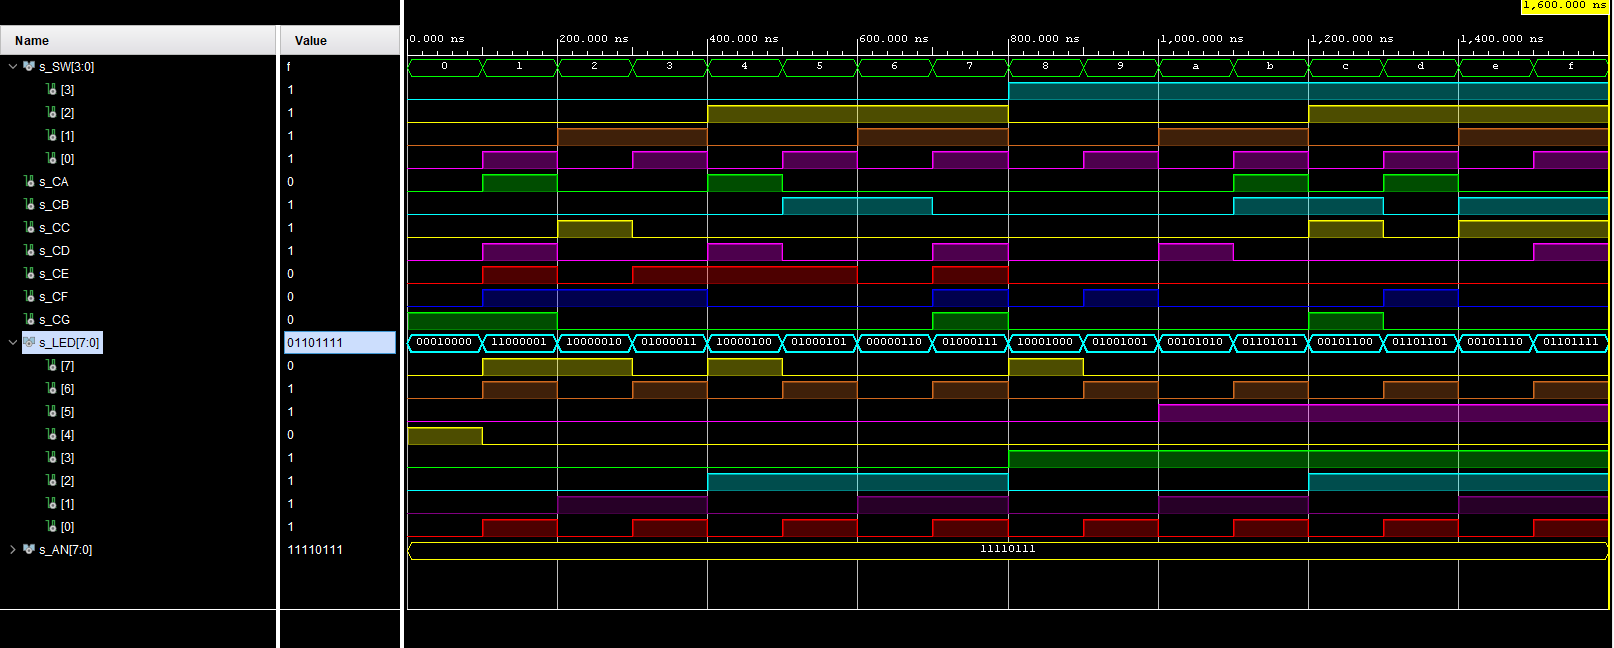 1,600.000 ns
Name Value
0.000 ns 200.000 ns 400.000 ns 600.000 ns 800.000 ns 1,000.000 ns 1,200.000 ns 1,400.000 ns
s_SW[3:0] f 0 1 2 3 4 5 6 7 8 9 a b c d e f
[3] 1
[2] 1
[1] 1
[0] 1
s_CA 0
s_CB 1
s_CC 1
s_CD 1
s_CE 0
s_CF 0
s_CG 0
s_LED[7:0] 01101111 00010000 11000001 10000010 01000011 10000100 01000101 00000110 01000111 10001000 01001001 00101010 01101011 00101100 01101101 00101110 01101111
[7] 0
[6] 1
[5] 1
[4] 0
[3] 1
[2] 1
[1] 1
[0] 1
s_AN[7:0] 11110111 11110111